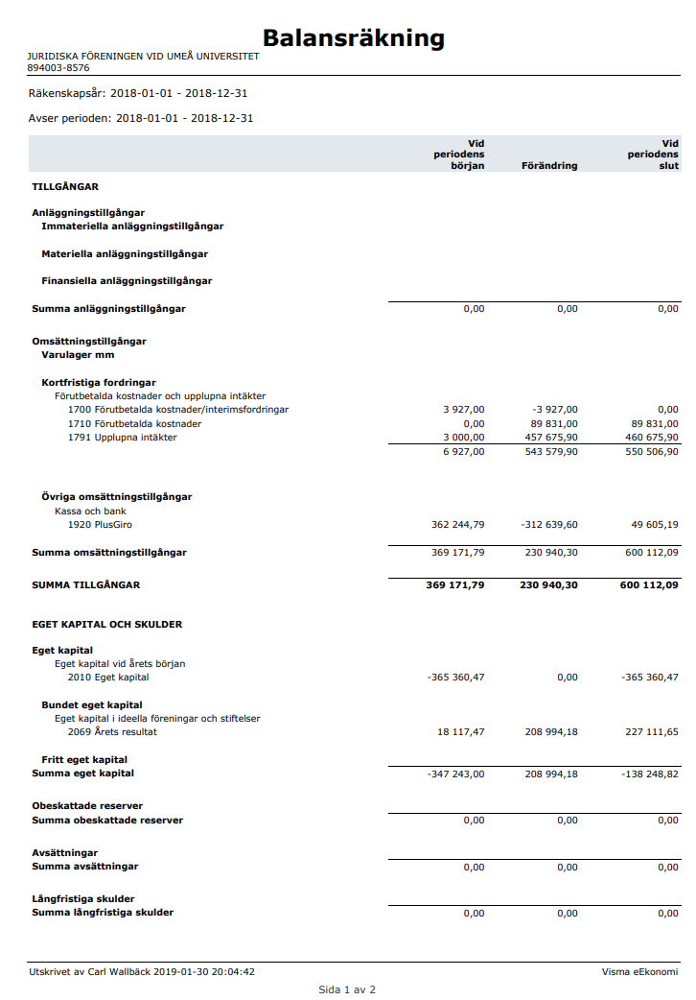 Balansräkning
JURIDISKA FÖRENINGEN VID UMEÅ UNIVERSITET
894003-8576
Räkenskapsår: 2018-01-01 - 2018-12-31
Avser perioden: 2018-01-01 - 2018-12-31
Vid periodens början Förändring Vid periodens slut
TILLGÅNGAR
Anläggningstillgångar
Immateriella anläggningstillgångar
Materiella anläggningstillgångar
Finansiella anläggningstillgångar
Summa anläggningstillgångar 0,00 0,00 0,00
Omsättningstillgångar
Varulager mm
Kortfristiga fordringar
Förutbetalda kostnader och upplupna intäkter
1700 Förutbetalda kostnader/interimsfordringar 3 927,00 -3 927,00 0,00
1710 Förutbetalda kostnader 0,00 89 831,00 89 831,00
1791 Upplupna intäkter 3 000,00 457 675,90 460 675,90
6 927,00 543 579,90 550 506,90
Övriga omsättningstillgångar
Kassa och bank
1920 PlusGiro 362 244,79 -312 639,60 49 605,19
Summa omsättningstillgångar 369 171,79 230 940,30 600 112,09
SUMMA TILLGÅNGAR 369 171,79 230 940,30 600 112,09
EGET KAPITAL OCH SKULDER
Eget kapital
Eget kapital vid årets början
2010 Eget kapital -365 360,47 0,00 -365 360,47
Bundet eget kapital
Eget kapital i ideella föreningar och stiftelser
2069 Årets resultat 18 117,47 208 994,18 227 111,65
Fritt eget kapital
Summa eget kapital -347 243,00 208 994,18 -138 248,82
Obeskattade reserver
Summa obeskattade reserver 0,00 0,00 0,00
Avsättningar
Summa avsättningar 0,00 0,00 0,00
Långfristiga skulder
Summa långfristiga skulder 0,00 0,00 0,00
Utskrivet av Carl Wallbäck 2019-01-30 20:04:42 Visma eEkonomi
Sida 1 av 2